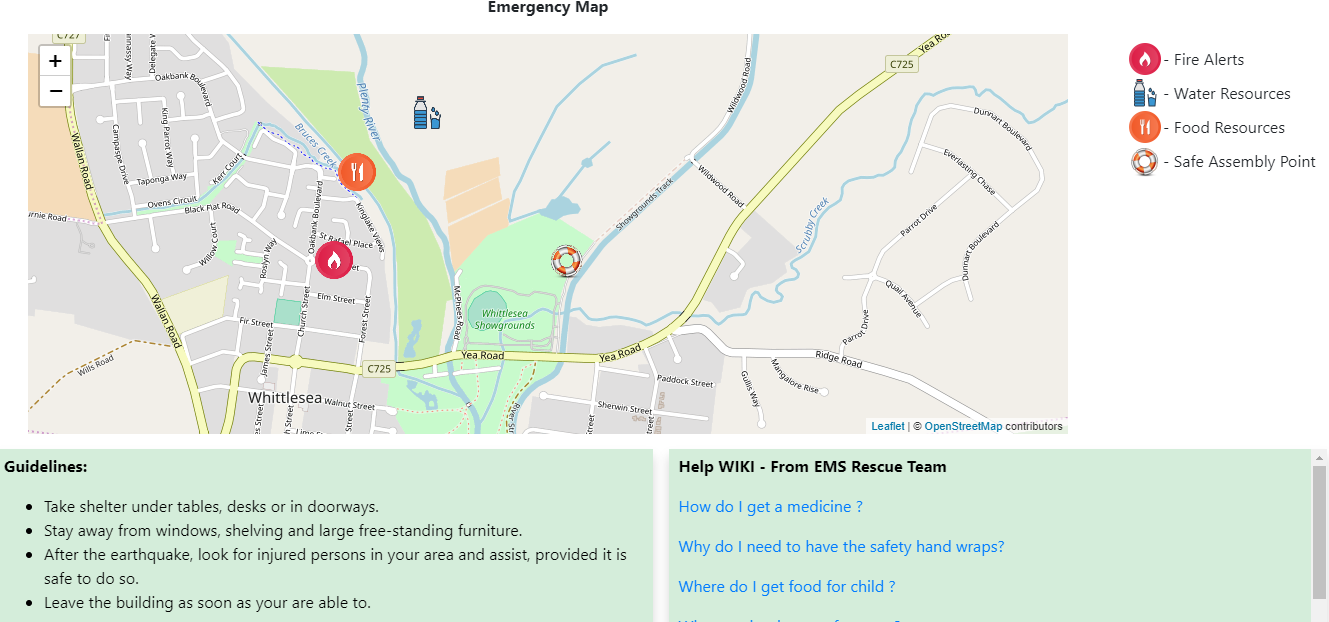 Emergency Map
C727
+
−
Oakbank Boulevard
King Parrot Way
Campaspe Drive
Wallan Road
Taponga Way
Kerr Court
Ovens Circuit
Black Flat Road
Willow Court
Roslyn Way
Oakbank Boulevard
St Rafael Place
Kinglake Views
Bruces Creek
Plenty River
Elm Street
Fir Street
Church Street
Forest Street
James Street
Wallan Road
Wills Road
C725
Whittlesea
Walnut Street
McPhees Road
Whittlesea
Showgrounds
Yea Road
Yea Road
Showgrounds Track
Wildwood Road
Wildwood Road
C725
Scrubby Creek
Dunnart Boulevard
Everlasting Chase
Parrot Drive
Dunnart Boulevard
Quail Avenue
Parrot Drive
Ridge Road
Paddock Street
Sherwin Street
Gullis Way
Mangalore Rise
Leaflet | © OpenStreetMap contributors
- Fire Alerts
- Water Resources
- Food Resources
- Safe Assembly Point
Guidelines:
• Take shelter under tables, desks or in doorways.
• Stay away from windows, shelving and large free-standing furniture.
• After the earthquake, look for injured persons in your area and assist, provided it is
safe to do so.
• Leave the building as soon as your are able to.
Help WIKI - From EMS Rescue Team
How do I get a medicine ?
Why do I need to have the safety hand wraps?
Where do I get food for child ?